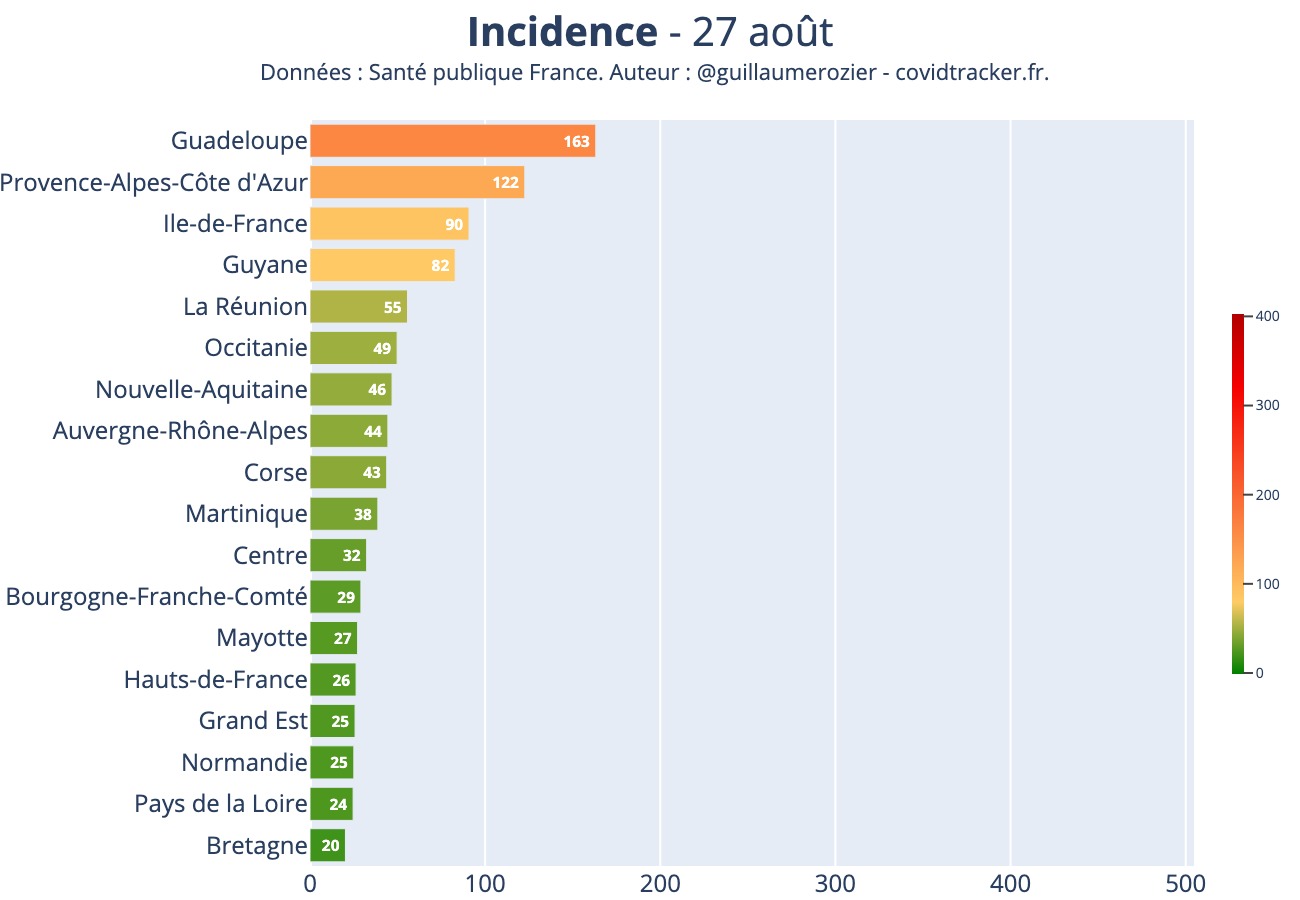 Incidence - 27 août
Données : Santé publique France. Auteur : @guillaumerozier - covidtracker.fr.
Guadeloupe 163
Provence-Alpes-Côte d'Azur 122
Ile-de-France 90
Guyane 82
La Réunion 55
Occitanie 49
Nouvelle-Aquitaine 46
Auvergne-Rhône-Alpes 44
Corse 43
Martinique 38
Centre 32
Bourgogne-Franche-Comté 29
Mayotte 27
Hauts-de-France 26
Grand Est 25
Normandie 25
Pays de la Loire 24
Bretagne 20
0 100 200 300 400 500
400
300
200
100
0